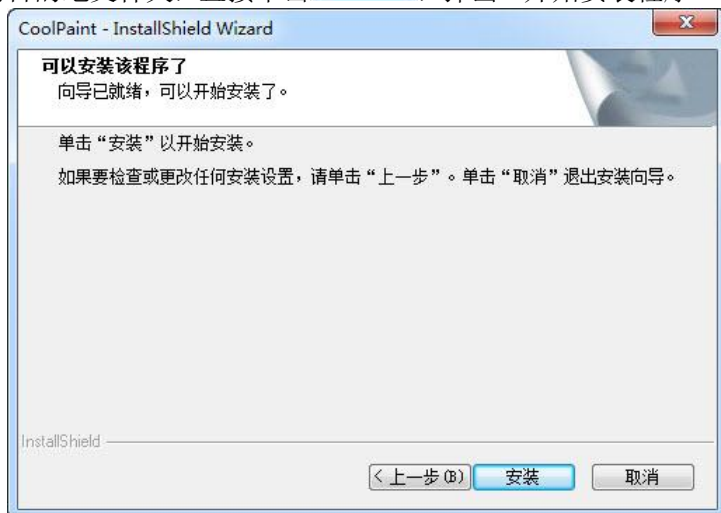 CoolPaint - InstallShield Wizard
可以安装该程序了
向导已就绪，可以开始安装了。
单击“安装”以开始安装。
如果要检查或更改任何安装设置，请单击“上一步”。单击“取消”退出安装向导。
InstallShield
< 上一步(B) 安装 取消